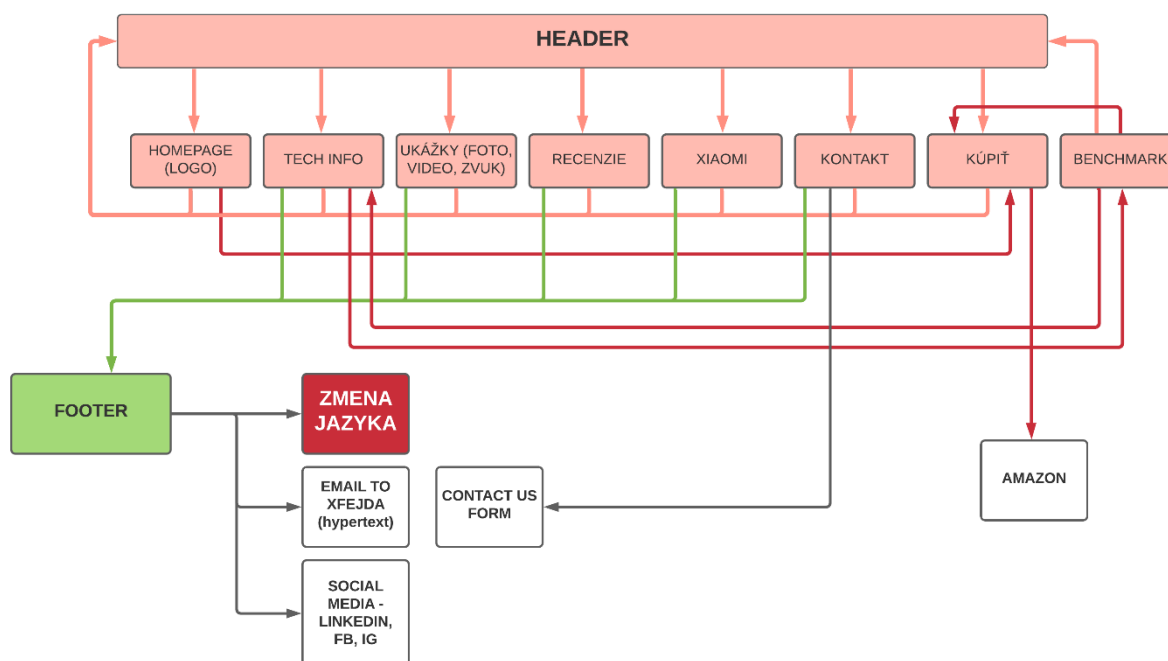 HEADER
HOMEPAGE
(LOGO)
TECH INFO
UKÁŽKY (FOTO,
VIDEO, ZVUK)
RECENZIE
XIAOMI
KONTAKT
KÚPIŤ
BENCHMARK
FOOTER
ZMENA
JAZYKA
EMAIL TO
XFEJDA
(hypertext)
CONTACT US
FORM
AMAZON
SOCIAL
MEDIA -
LINKEDIN,
FB, IG